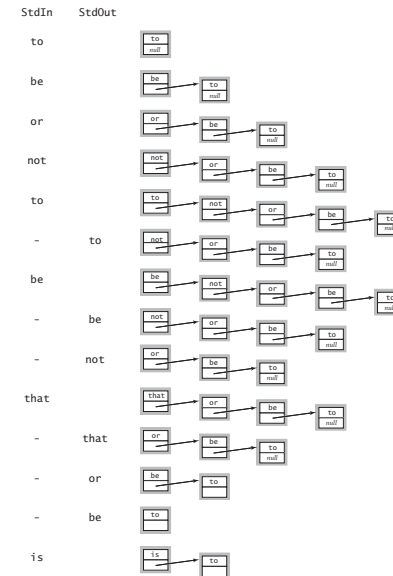 StdIn StdOut
to to
null
be be to
null
or or be to
null
not not or be to
null
to to not or be to
null
- to not or be to
null
be be not or be to
null
- be not or be to
null
- not or be to
null
that that or be to
null
- that or be to
null
- or be to
- be to
is is to